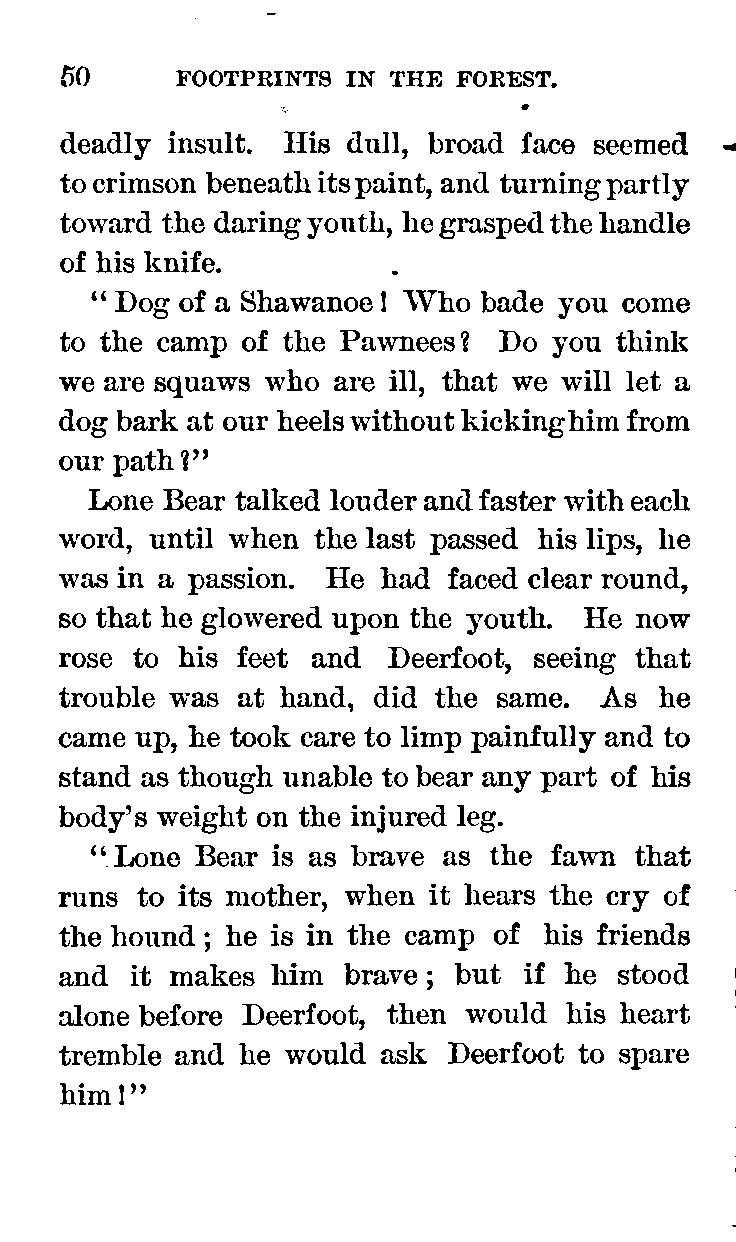 50 FOOTPRINTS IN THE FOREST.
deadly insult. His dull, broad face seemed
to crimson beneath its paint, and turning partly
toward the daring youth, he grasped the handle
of his knife.
“Dog of a Shawanoe! Who bade you come
to the camp of the Pawnees? Do you think
we are squaws who are ill, that we will let a
dog bark at our heels without kicking him from
our path?”
Lone Bear talked louder and faster with each
word, until when the last passed his lips, he
was in a passion. He had faced clear round,
so that he glowered upon the youth. He now
rose to his feet and Deerfoot, seeing that
trouble was at hand, did the same. As he
came up, he took care to limp painfully and to
stand as though unable to bear any part of his
body's weight on the injured leg.
“Lone Bear is as brave as the fawn that
runs to its mother, when it hears the cry of
the hound; he is in the camp of his friends
and it makes him brave; but if he stood
alone before Deerfoot, then would his heart
tremble and he would ask Deerfoot to spare
him!”